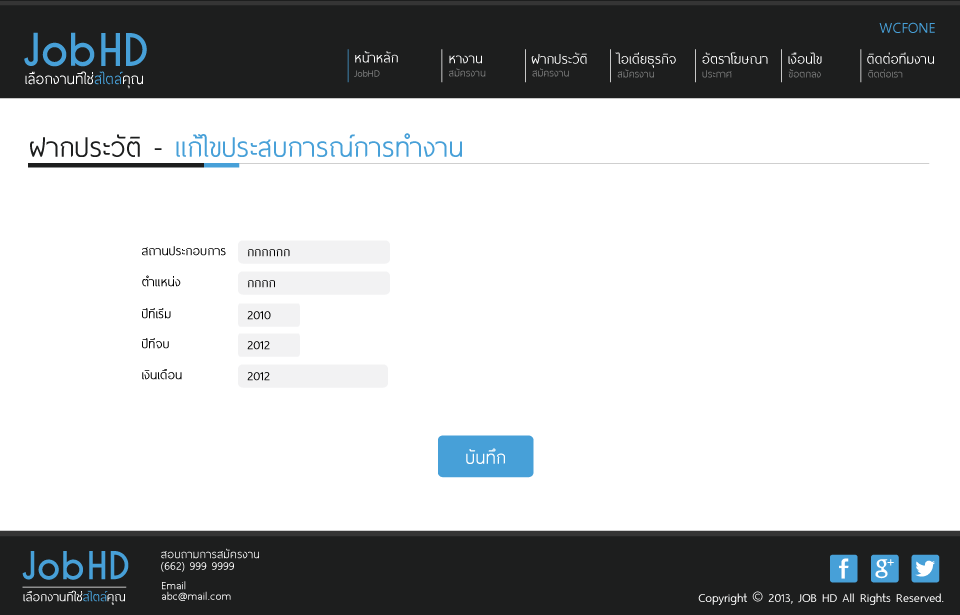 WCFONE
JobHD
เลือกงานที่ใช่สไตล์คุณ
หน้าหลัก
JobHD
หางาน
สมัครงาน
ฝากประวัติ
สมัครงาน
ไอเดียธุรกิจ
สมัครงาน
อัตราโฆษณา
ประกาศ
เงื่อนไข
ข้อตกลง
ติดต่อทีมงาน
ติดต่อเรา
ฝากประวัติ - แก้ไขประสบการณ์การทำงาน
สถานประกอบการ กกกกกก
ตำแหน่ง กกกก
ปีที่เริ่ม 2010
ปีที่จบ 2012
เงินเดือน 2012
บันทึก
JobHD
เลือกงานที่ใช่สไตล์คุณ
สอบถามการสมัครงาน
(662) 999 9999
Email
abc@mail.com
f g+
Copyright © 2013, JOB HD All Rights Reserved.